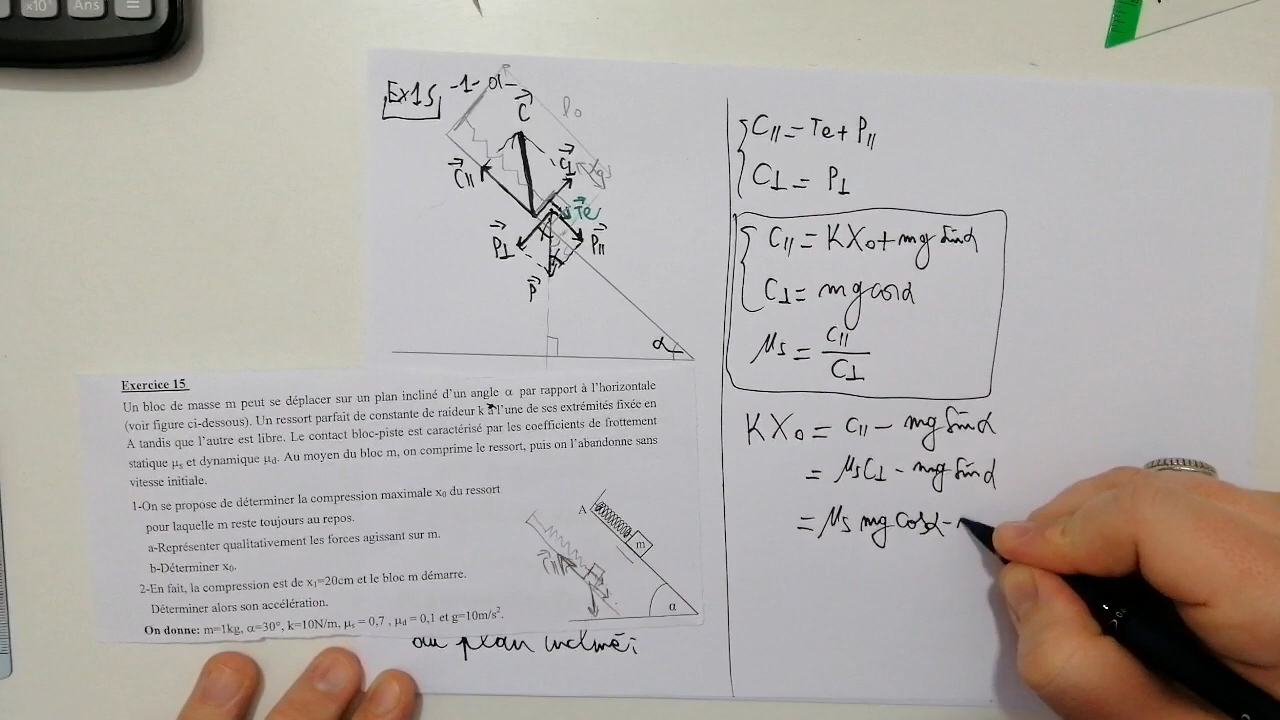 x10ˣ Ans =
Ex15 -1- a-
l₀
C⃗
C⃗∥
C⃗⊥
T⃗e
P⃗⊥
P⃗∥
P⃗
α
Exercice 15
Un bloc de masse m peut se déplacer sur un plan incliné d'un angle α par rapport à l'horizontale
(voir figure ci-dessous). Un ressort parfait de constante de raideur k a l'une de ses extrémités fixée en
A tandis que l'autre est libre. Le contact bloc-piste est caractérisé par les coefficients de frottement
statique μₛ et dynamique μd. Au moyen du bloc m, on comprime le ressort, puis on l'abandonne sans
vitesse initiale.
1-On se propose de déterminer la compression maximale x₀ du ressort
pour laquelle m reste toujours au repos.
a-Représenter qualitativement les forces agissant sur m.
b-Déterminer x₀.
2-En fait, la compression est de x₁=20cm et le bloc m démarre.
Déterminer alors son accélération.
On donne: m=1kg, α=30°, k=10N/m, μₛ = 0,7 , μd = 0,1 et g=10m/s².
A
m
α
C∥
au plan incliné;
C∥ = Te + P∥
C⊥ = P⊥
C∥ = KX₀ + mg sinα
C⊥ = mg cosα
μs = C∥ / C⊥
KX₀ = C∥ - mg sinα
= μsC⊥ - mg sinα
= μs mg cosα -